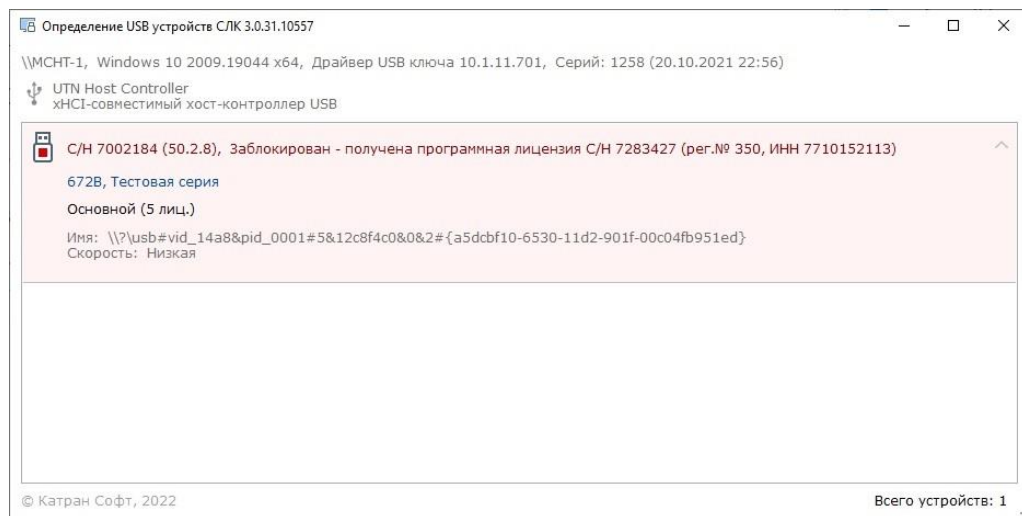 Определение USB устройств СЛК 3.0.31.10557
\\МСНТ-1, Windows 10 2009.19044 x64, Драйвер USB ключа 10.1.11.701, Серий: 1258 (20.10.2021 22:56)
UTN Host Controller
xHCI-совместимый хост-контроллер USB
С/Н 7002184 (50.2.8), Заблокирован - получена программная лицензия С/Н 7283427 (рег.№ 350, ИНН 7710152113)
672B, Тестовая серия
Основной (5 лиц.)
Имя: \\?\usb#vid_14a8&pid_0001#5&12c8f4c0&0&2#{a5dcbf10-6530-11d2-901f-00c04fb951ed}
Скорость: Низкая
© Катран Софт, 2022
Всего устройств: 1